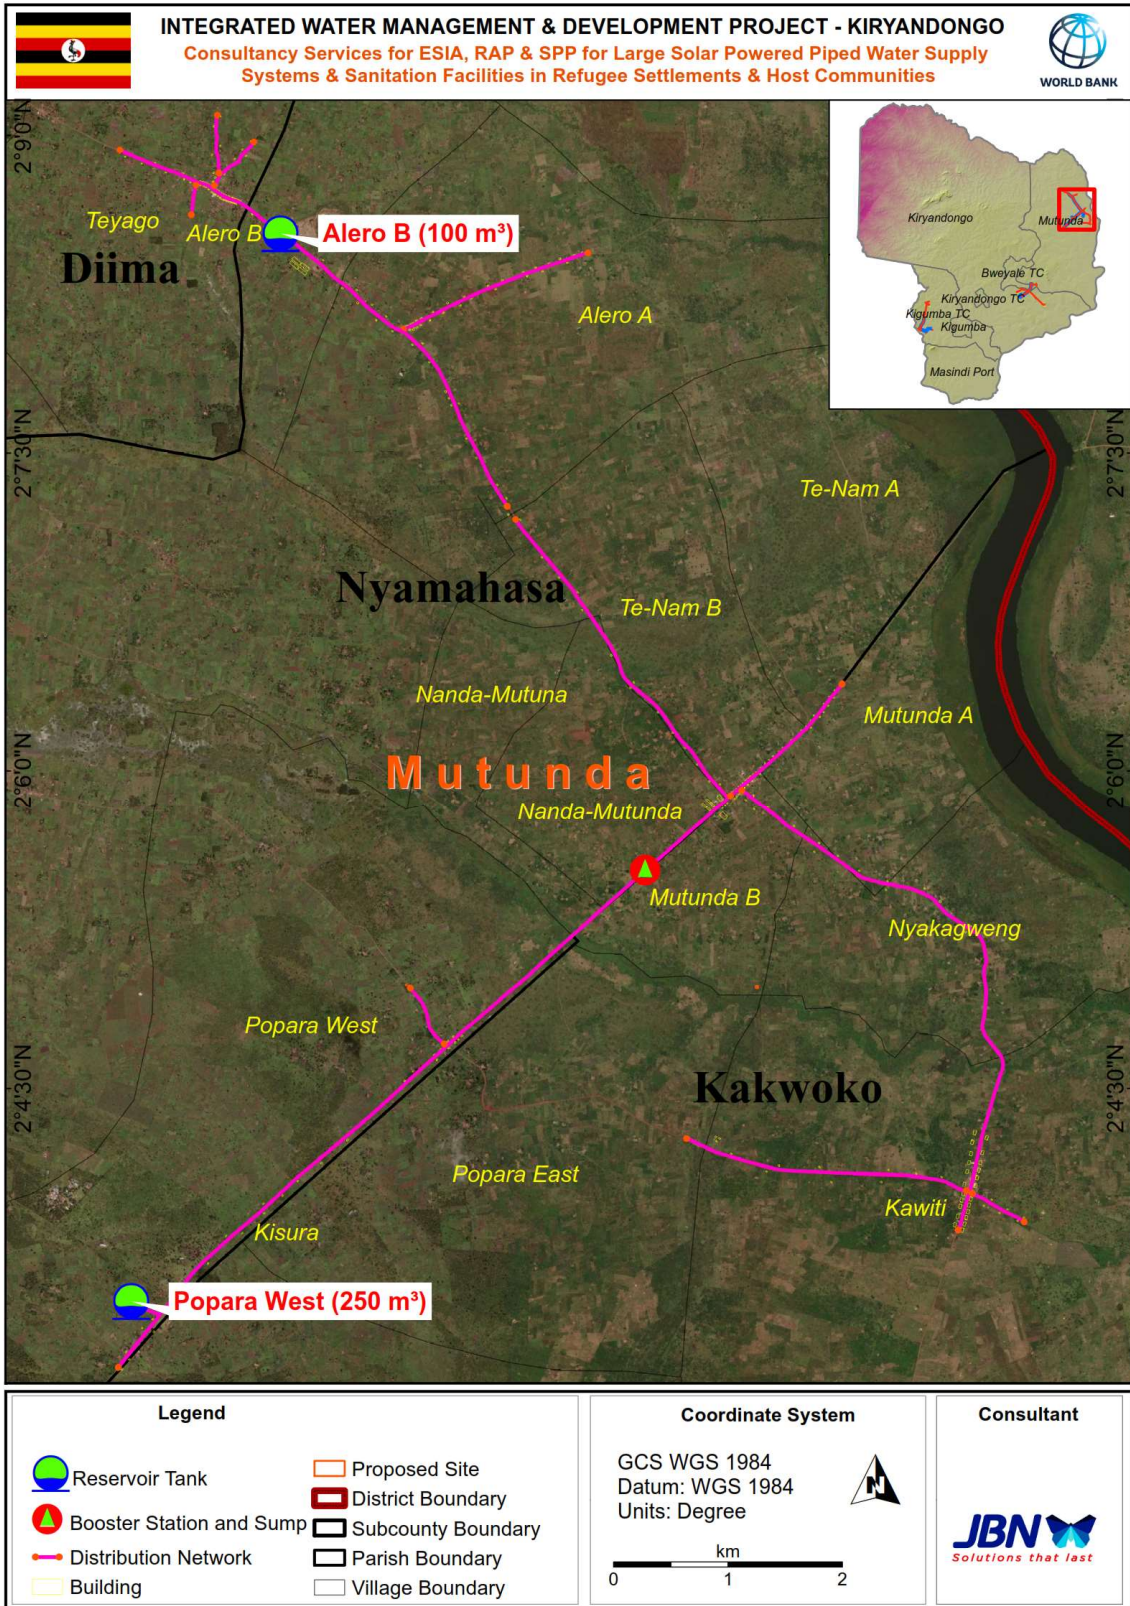 INTEGRATED WATER MANAGEMENT & DEVELOPMENT PROJECT - KIRYANDONGO
Consultancy Services for ESIA, RAP & SPP for Large Solar Powered Piped Water Supply
Systems & Sanitation Facilities in Refugee Settlements & Host Communities
WORLD BANK
2°9'0"N
Kiryandongo
Mutunda
Bweyale TC
Kiryandongo TC
Kigumba TC
Kigumba
Masindi Port
Teyago
Alero B
Alero B (100 m³)
Diima
Alero A
2°7'30"N
2°7'30"N
Te-Nam A
Nyamahasa
Te-Nam B
Nanda-Mutuna
Mutunda A
2°6'0"N
Mutunda
2°6'0"N
Nanda-Mutunda
Mutunda B
Nyakagweng
Popara West
2°4'30"N
Kakwoko
2°4'30"N
Popara East
Kawiti
Kisura
Popara West (250 m³)
Legend
Reservoir Tank
Booster Station and Sump
Distribution Network
Building
Proposed Site
District Boundary
Subcounty Boundary
Parish Boundary
Village Boundary
Coordinate System
GCS WGS 1984
Datum: WGS 1984
Units: Degree
N
km
0 1 2
Consultant
JBN
Solutions that last